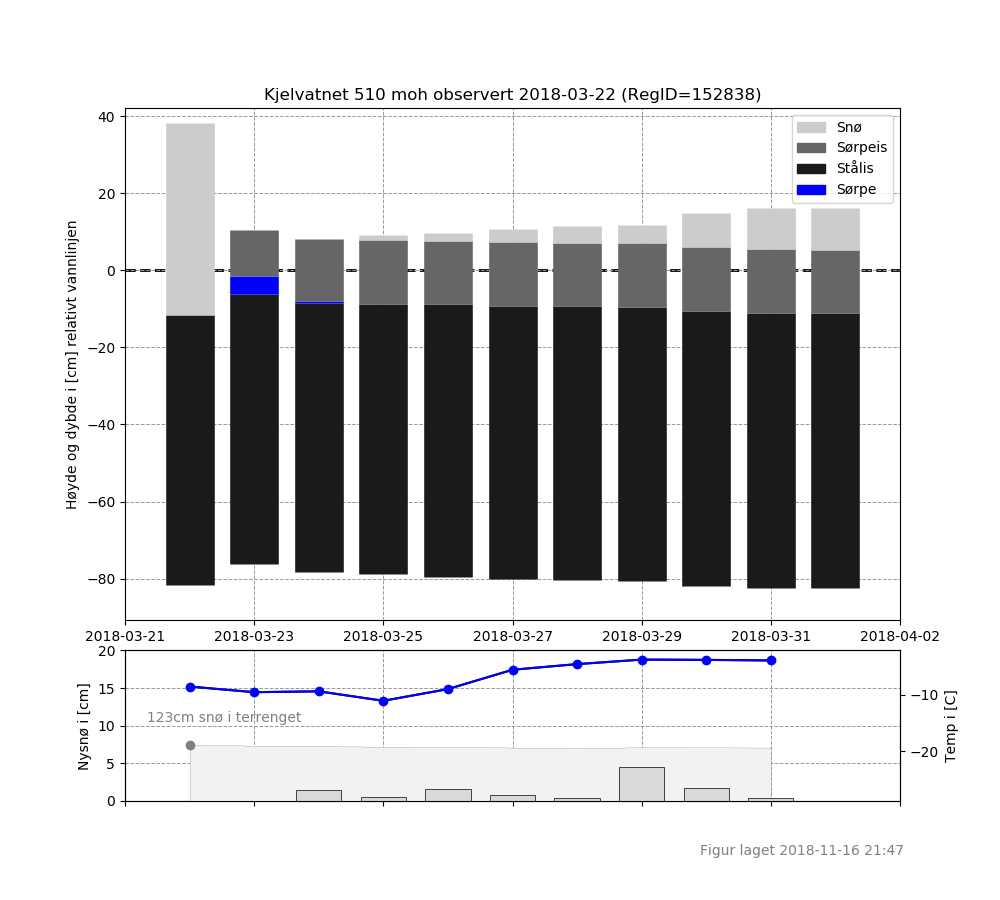 Kjelvatnet 510 moh observert 2018-03-22 (RegID=152838)
Høyde og dybde i [cm] relativt vannlinjen
40
20
0
−20
−40
−60
−80
Snø
Sørpeis
Stålis
Sørpe
2018-03-21 2018-03-23 2018-03-25 2018-03-27 2018-03-29 2018-03-31 2018-04-02
Nysnø i [cm]
20
15
10
5
0
123cm snø i terrenget
−10
−20
Temp i [C]
Figur laget 2018-11-16 21:47